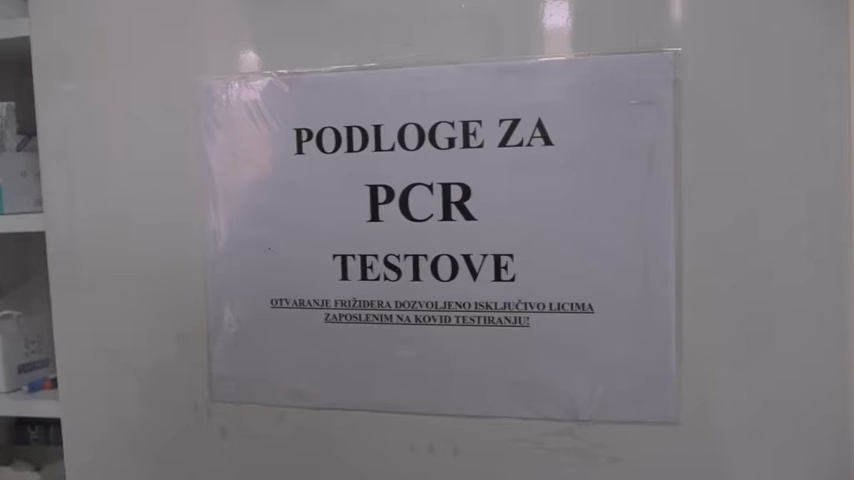 PODLOGE ZA
PCR
TESTOVE
OTVARANJE FRIŽIDERA DOZVOLJENO ISKLJUČIVO LICIMA
ZAPOSLENIM NA KOVID TESTIRANJU!